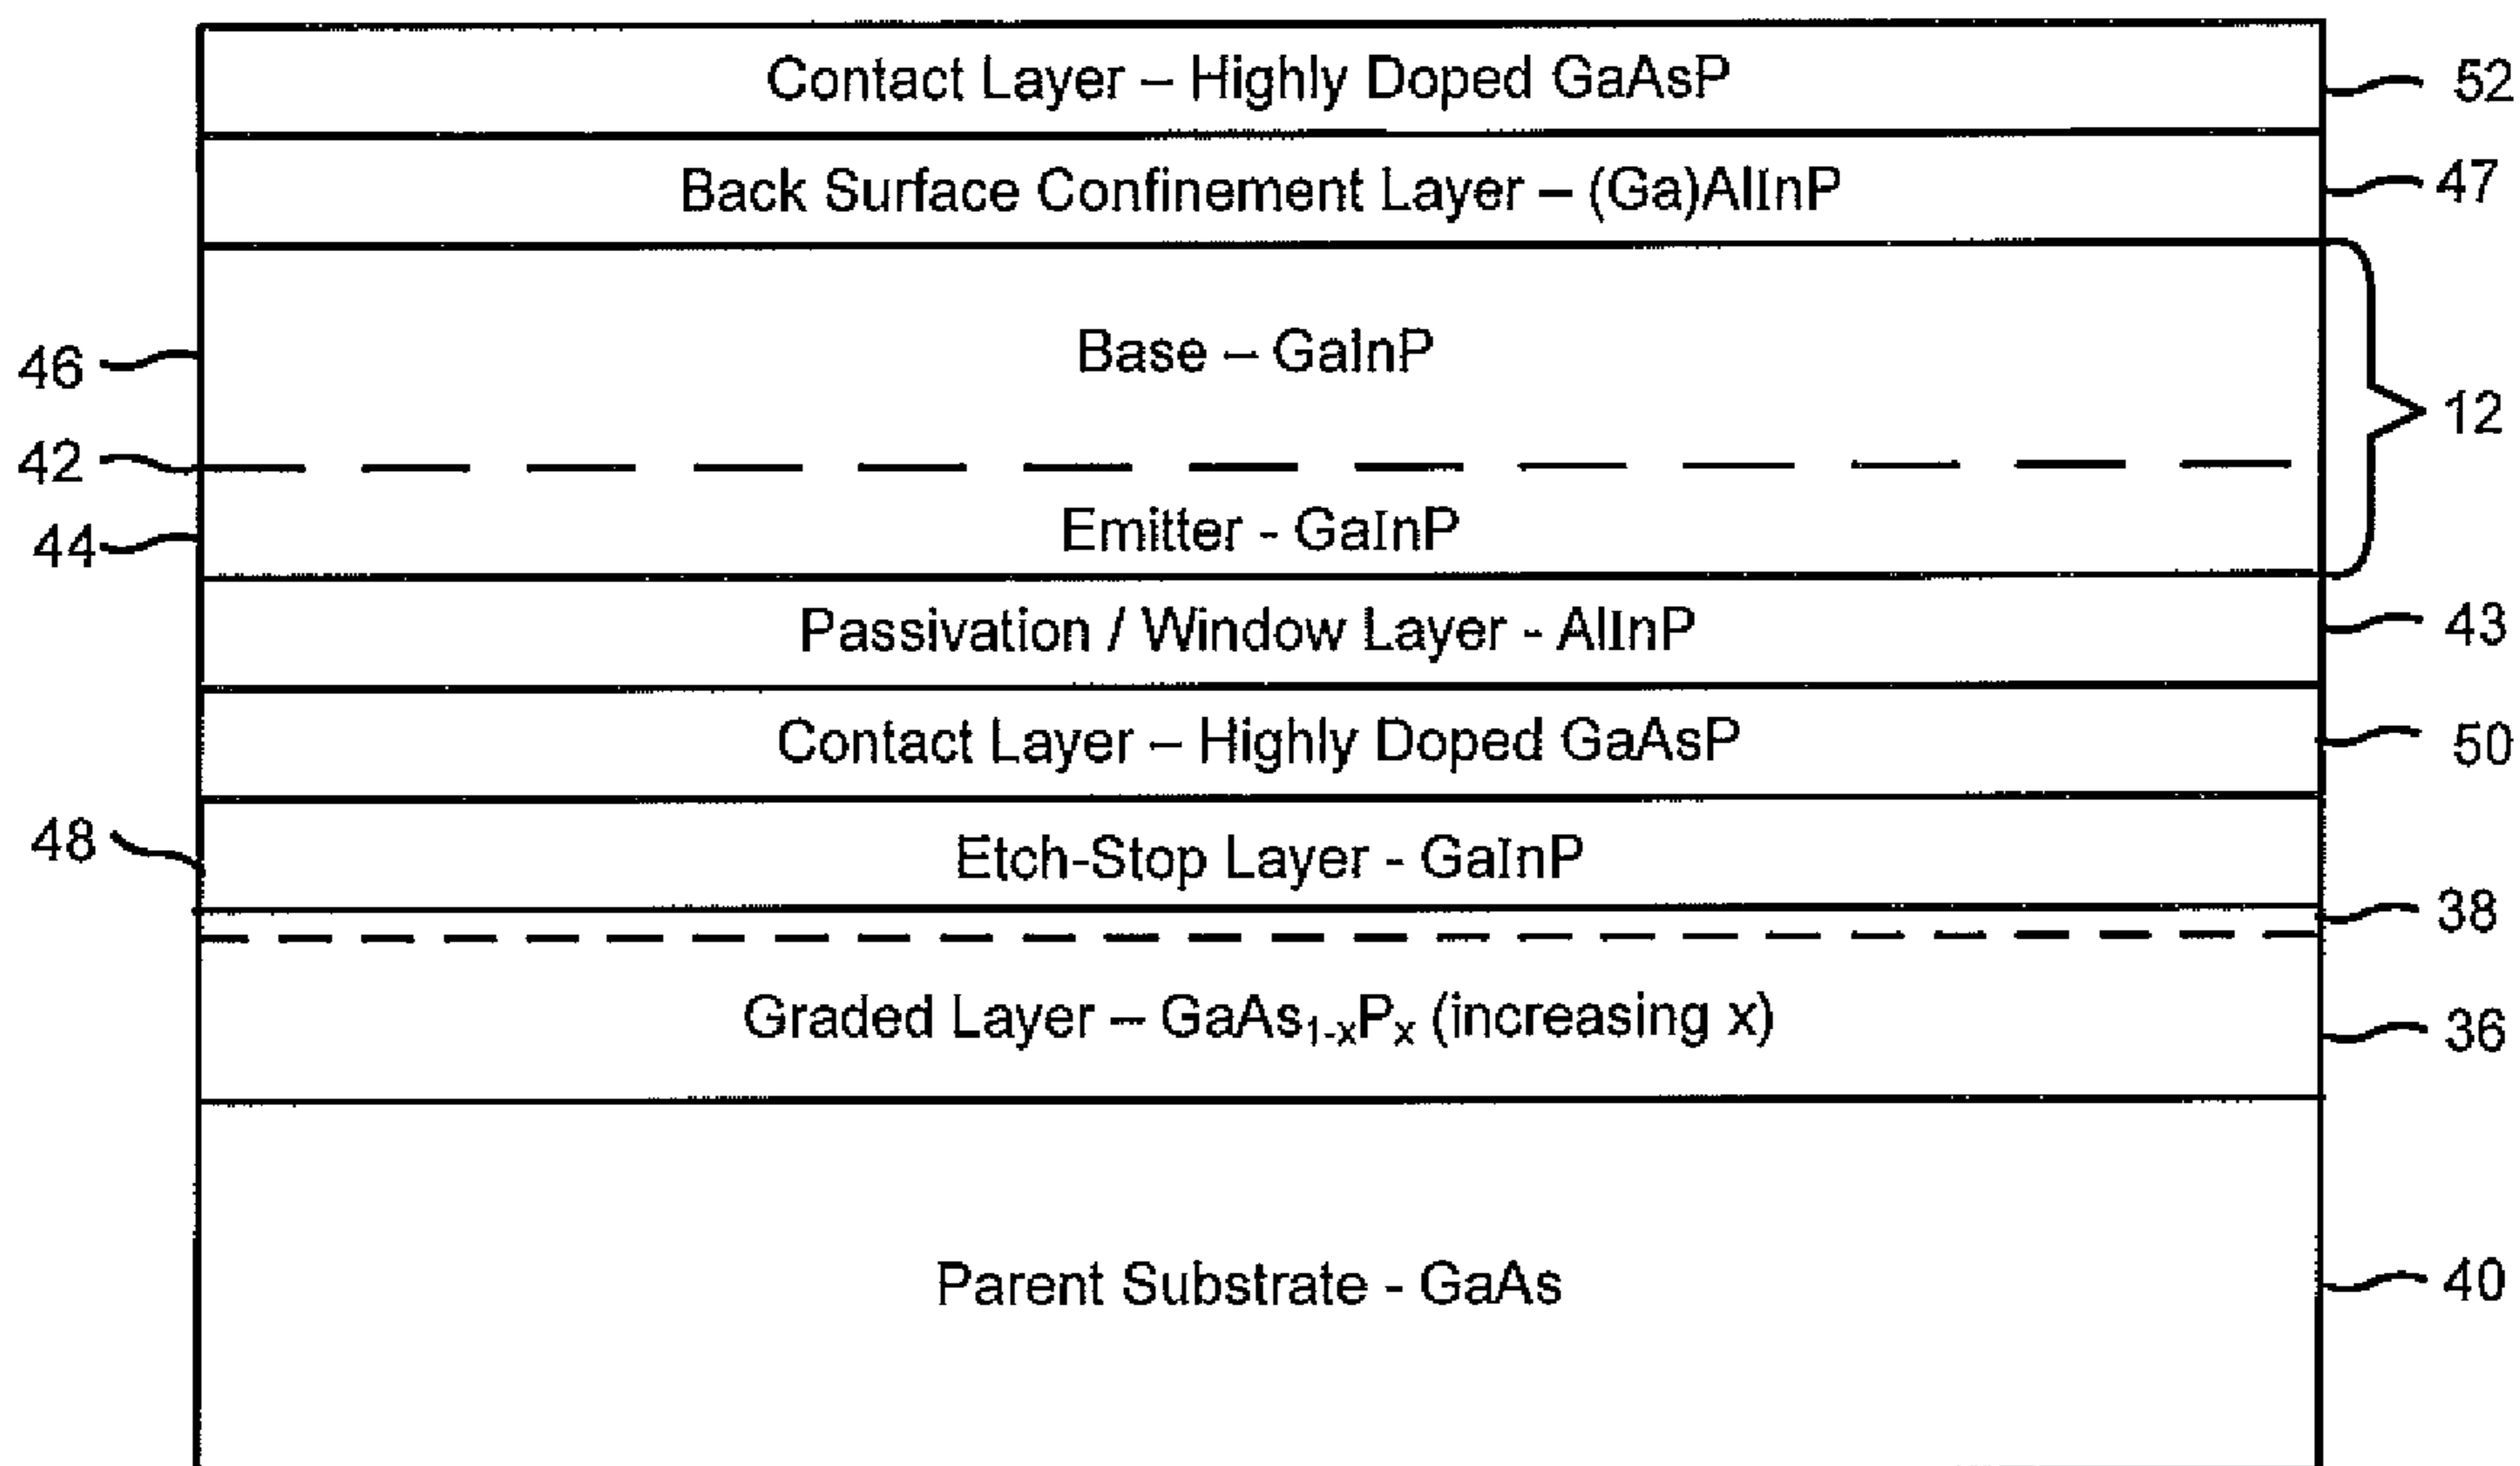 Contact Layer – Highly Doped GaAsP 52
Back Surface Confinement Layer – (Ga)AlInP 47
46 Base – GaInP
12
42
44 Emitter - GaInP
Passivation / Window Layer - AlInP 43
Contact Layer – Highly Doped GaAsP 50
48 Etch-Stop Layer - GaInP
38
Graded Layer – GaAs₁₋ₓPₓ (increasing x) 36
Parent Substrate - GaAs 40